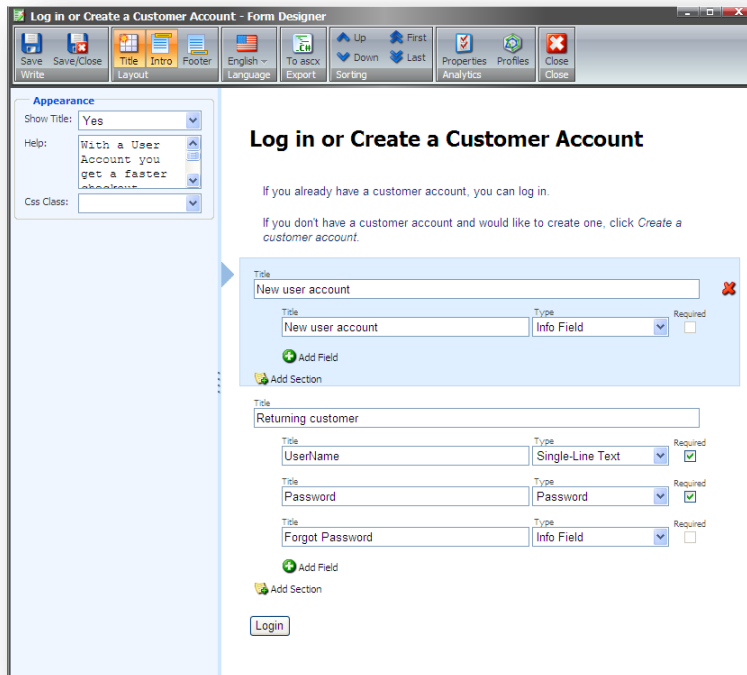 Log in or Create a Customer Account - Form Designer
Save Save/Close Title Intro Footer English To ascx Up First Down Last Properties Profiles Close
Write Layout Language Export Sorting Analytics Close
Appearance
Show Title: Yes
Help: With a User
Account you
get a faster
checkout
Css Class:
Log in or Create a Customer Account
If you already have a customer account, you can log in.
If you don't have a customer account and would like to create one, click Create a
customer account.
Title
New user account
Title Type Required
New user account Info Field
Add Field
Add Section
Title
Returning customer
Title Type Required
UserName Single-Line Text
Title Type Required
Password Password
Title Type Required
Forgot Password Info Field
Add Field
Add Section
Login